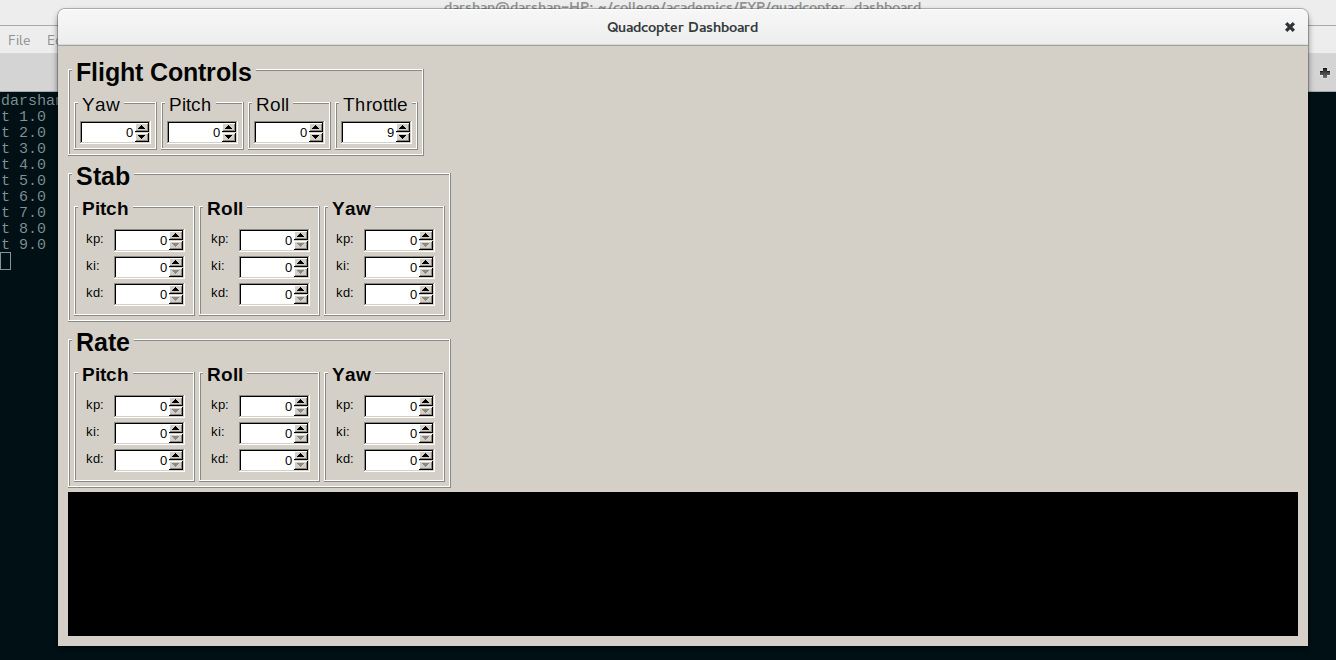 darshan@darshan-HP: ~/college/academics/FYP/quadcopter_dashboard
Quadcopter Dashboard
File
darshan
t 1.0
t 2.0
t 3.0
t 4.0
t 5.0
t 6.0
t 7.0
t 8.0
t 9.0
Flight Controls
Yaw Pitch Roll Throttle
0 0 0 9
Stab
Pitch Roll Yaw
kp: 0 kp: 0 kp: 0
ki: 0 ki: 0 ki: 0
kd: 0 kd: 0 kd: 0
Rate
Pitch Roll Yaw
kp: 0 kp: 0 kp: 0
ki: 0 ki: 0 ki: 0
kd: 0 kd: 0 kd: 0